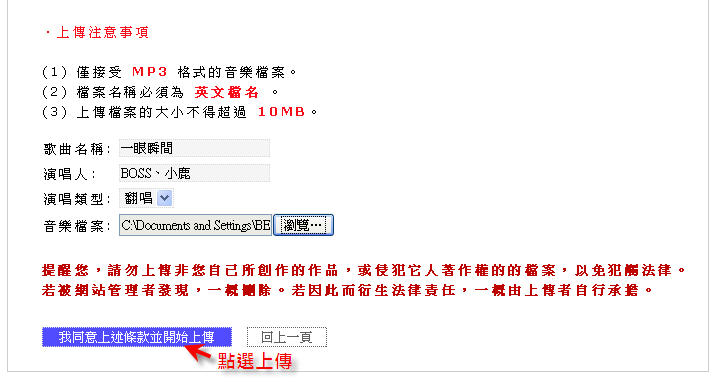 ・上傳注意事項
(1) 僅接受 MP3 格式的音樂檔案。
(2) 檔案名稱必須為 英文檔名 。
(3) 上傳檔案的大小不得超過 10MB。
歌曲名稱: 一眼瞬間
演唱人: BOSS、小鹿
演唱類型: 翻唱
音樂檔案: C:\Documents and Settings\BE 瀏覽…
提醒您，請勿上傳非您自己所創作的作品，或侵犯它人著作權的的檔案，以免犯觸法律。
若被網站管理者發現，一概刪除。若因此而衍生法律責任，一概由上傳者自行承擔。
我同意上述條款並開始上傳 回上一頁
點選上傳